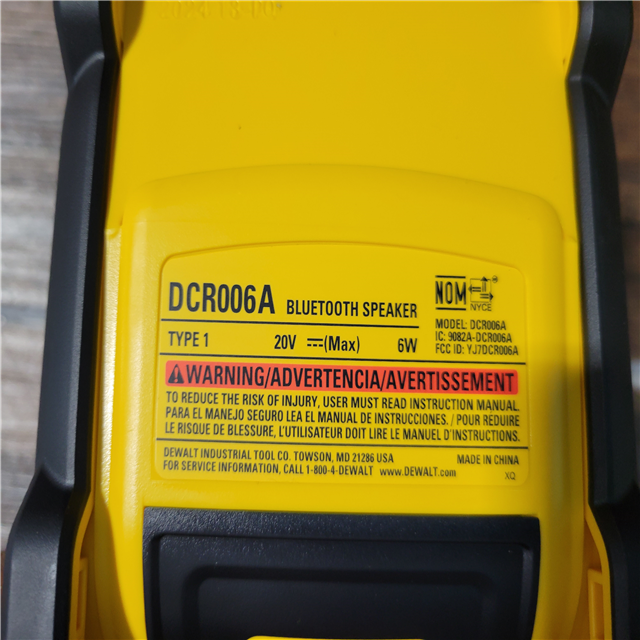 DCR006A BLUETOOTH SPEAKER
NOM NYCE
TYPE 1 20V ⎓(Max) 6W
MODEL: DCR006A
IC: 9082A-DCR006A
FCC ID: YJ7DCR006A
WARNING/ADVERTENCIA/AVERTISSEMENT
TO REDUCE THE RISK OF INJURY, USER MUST READ INSTRUCTION MANUAL.
PARA EL MANEJO SEGURO LEA EL MANUAL DE INSTRUCCIONES. / POUR REDUIRE
LE RISQUE DE BLESSURE, L'UTILISATEUR DOIT LIRE LE MANUEL D'INSTRUCTIONS.
DEWALT INDUSTRIAL TOOL CO. TOWSON, MD 21286 USA MADE IN CHINA
FOR SERVICE INFORMATION, CALL 1-800-4-DEWALT www.DEWALT.com XQ